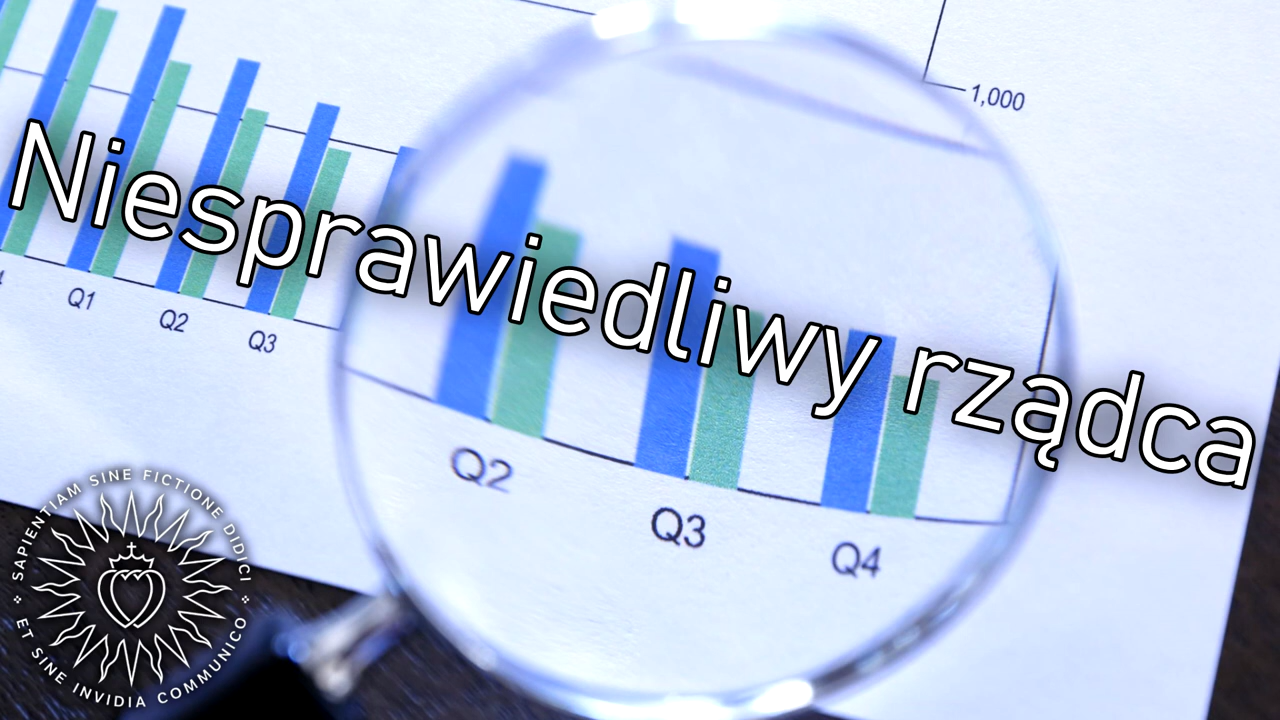 1,000
Niesprawiedliwy rządca
Q1
Q2
Q3
Q2
Q3
Q4
SAPIENTIAM SINE FICTIONE DIDICI
ET SINE INVIDIA COMMUNICO